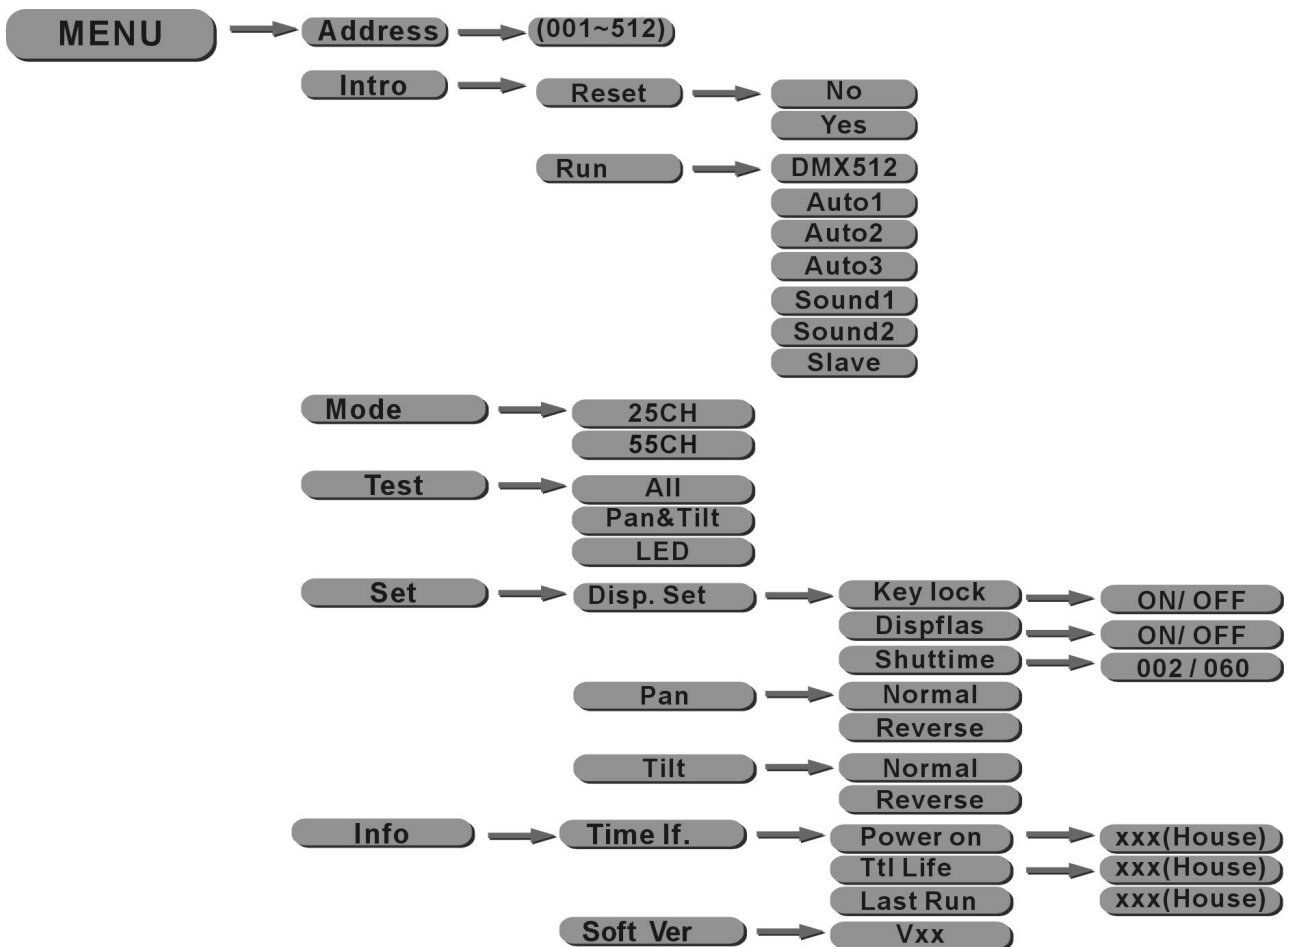 MENU Address (001~512)
Intro Reset No
Yes
Run DMX512
Auto1
Auto2
Auto3
Sound1
Sound2
Slave
Mode 25CH
55CH
Test All
Pan&Tilt
LED
Set Disp. Set Key lock ON/ OFF
Dispflas ON/ OFF
Shuttime 002 / 060
Pan Normal
Reverse
Tilt Normal
Reverse
Info Time If. Power on xxx(House)
Ttl Life xxx(House)
Last Run xxx(House)
Soft Ver Vxx